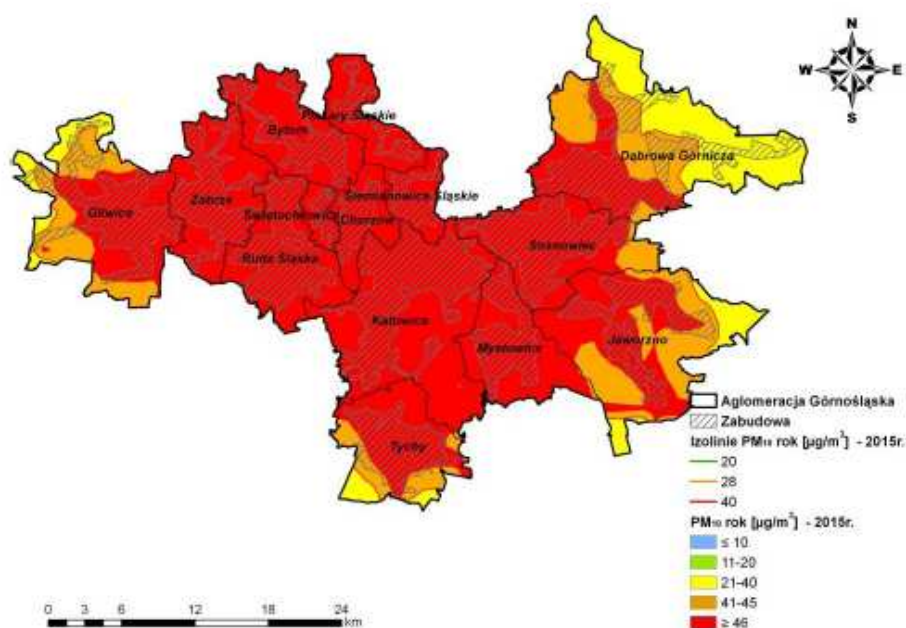 N
W E
S
Piekary Śląskie
Bytom
Dąbrowa Górnicza
Siemianowice Śląskie
Zabrze
Gliwice
Świętochłowice
Chorzów
Sosnowiec
Ruda Śląska
Katowice
Jaworzno
Mysłowice
Tychy
Aglomeracja Górnośląska
Zabudowa
Izolinie PM10 rok [µg/m³] - 2015r.
20
28
40
PM10 rok [µg/m³] - 2015r.
≤ 10
11-20
21-40
41-45
≥ 46
0 3 6 12 18 24
km